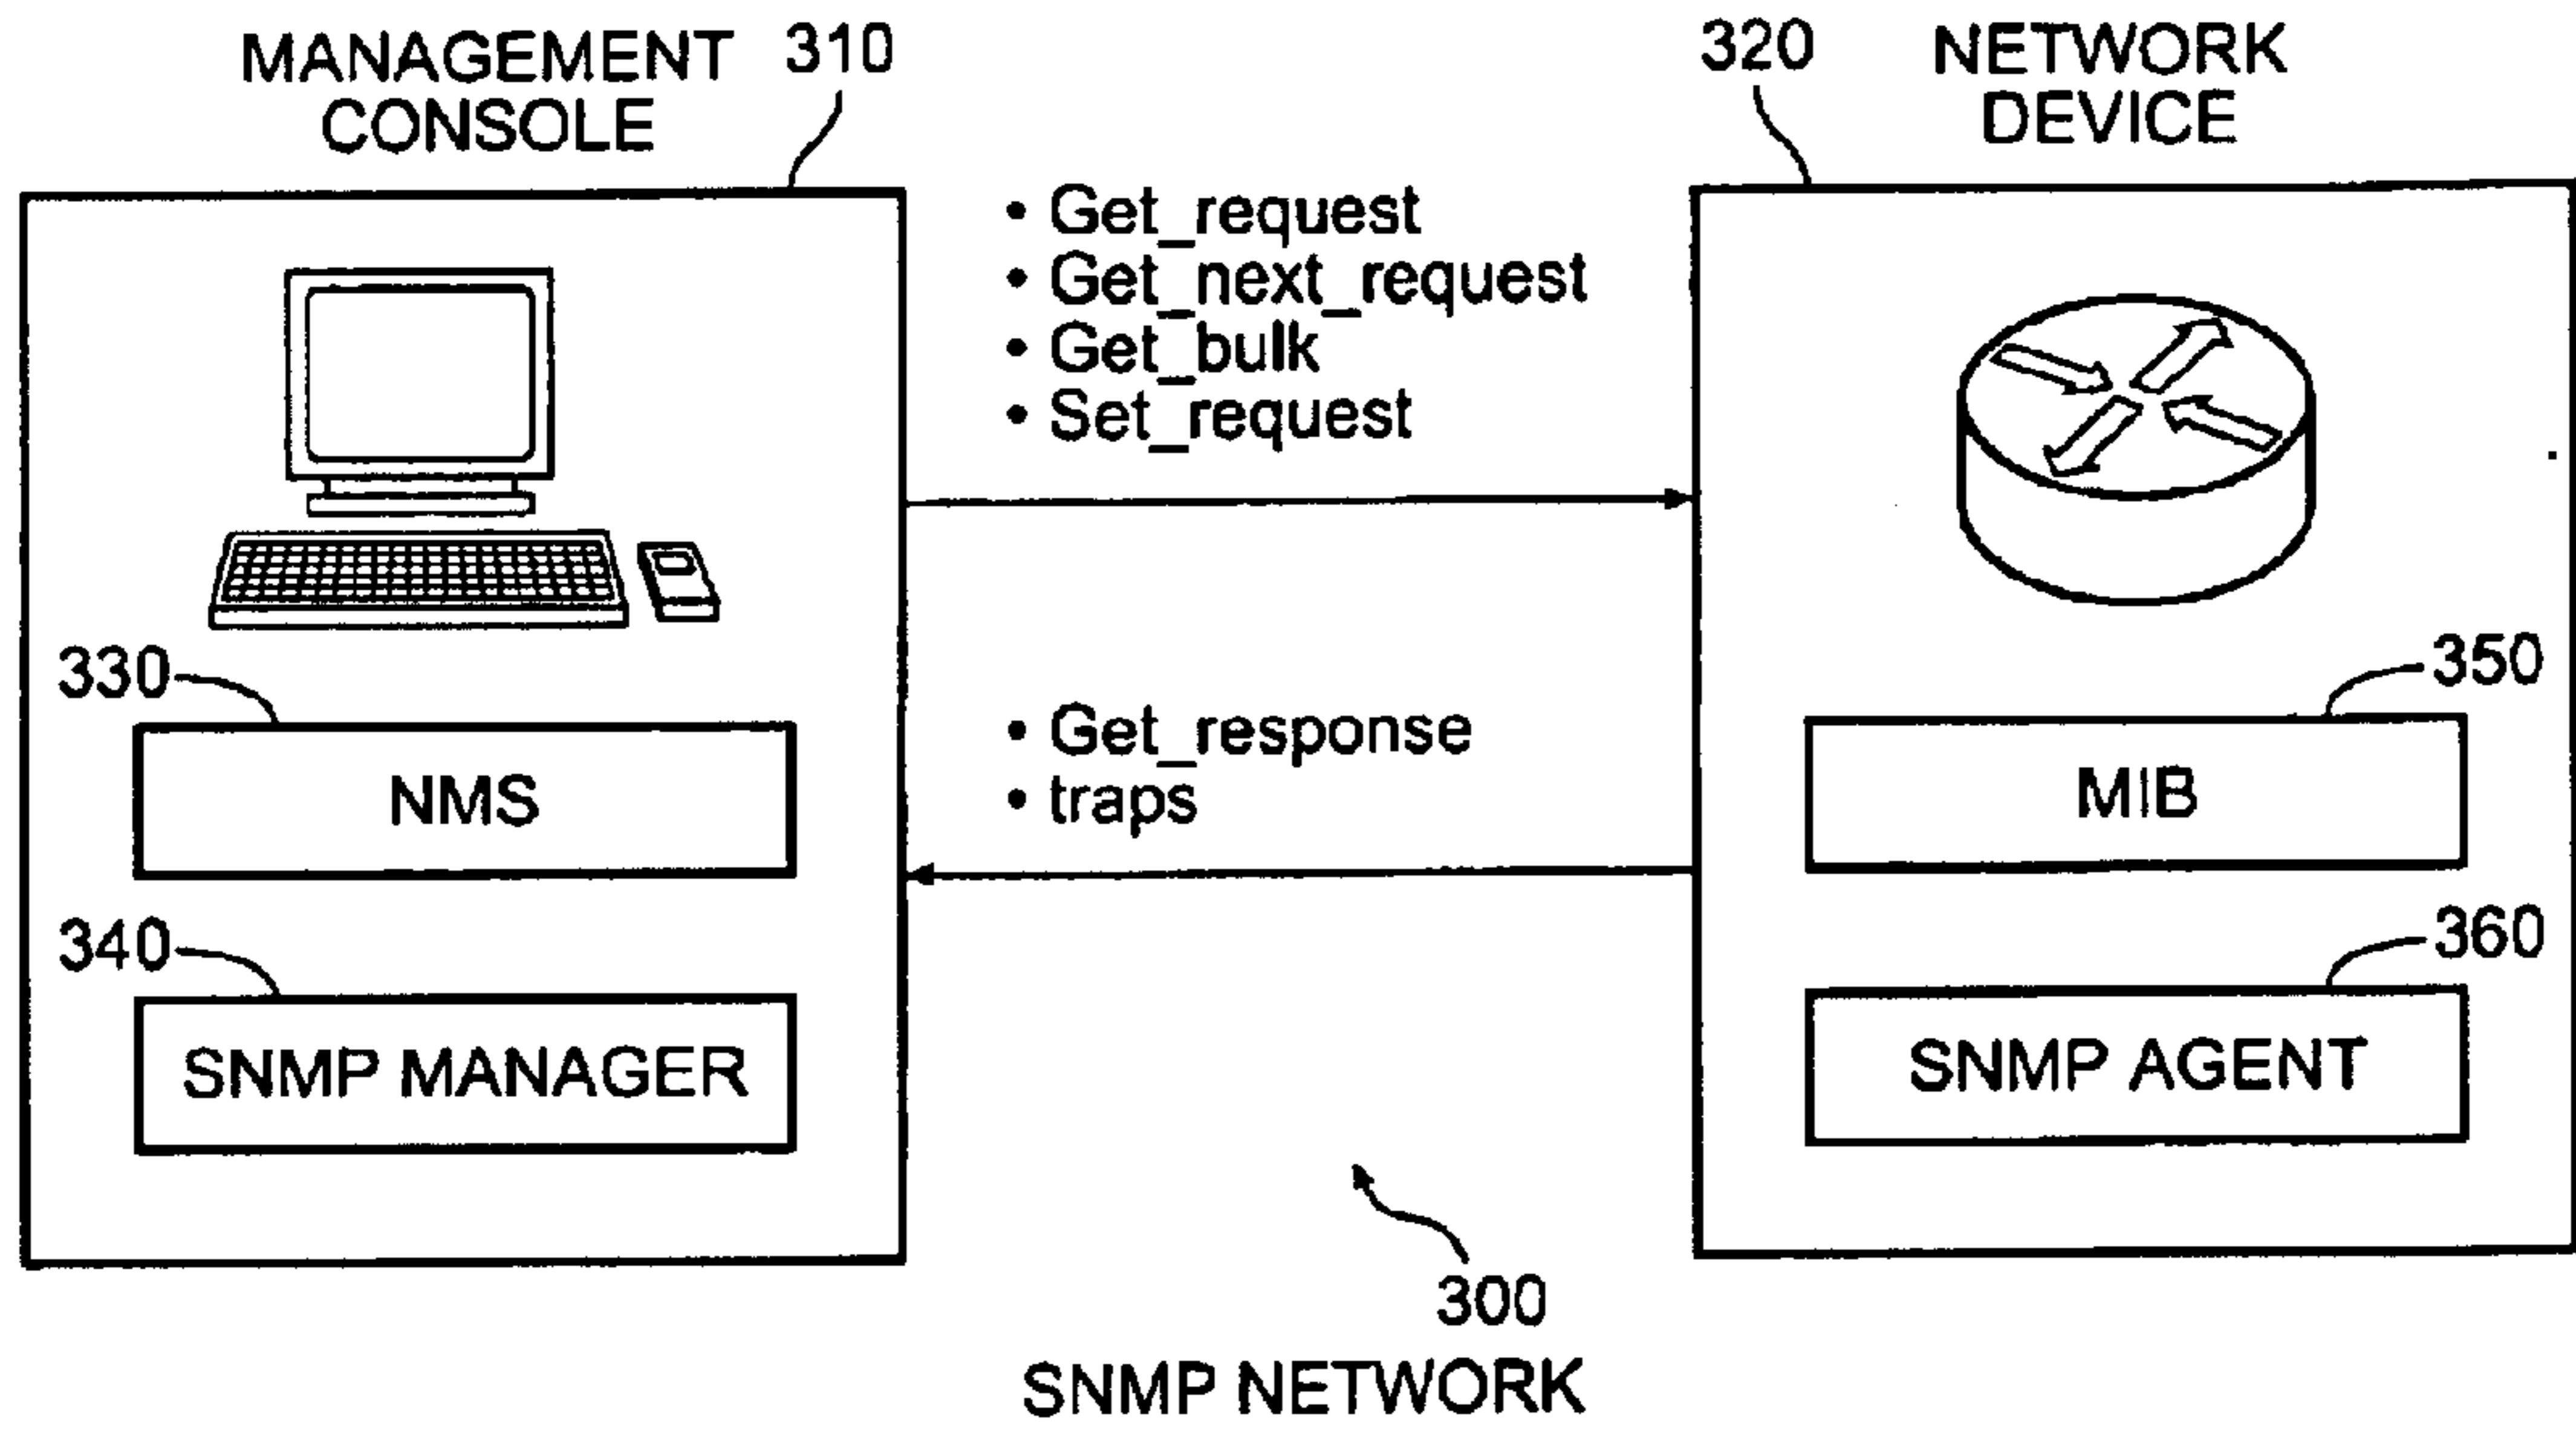 MANAGEMENT
CONSOLE
310
320
NETWORK
DEVICE
• Get_request
• Get_next_request
• Get_bulk
• Set_request
330
NMS
340
SNMP MANAGER
• Get_response
• traps
350
MIB
360
SNMP AGENT
300
SNMP NETWORK